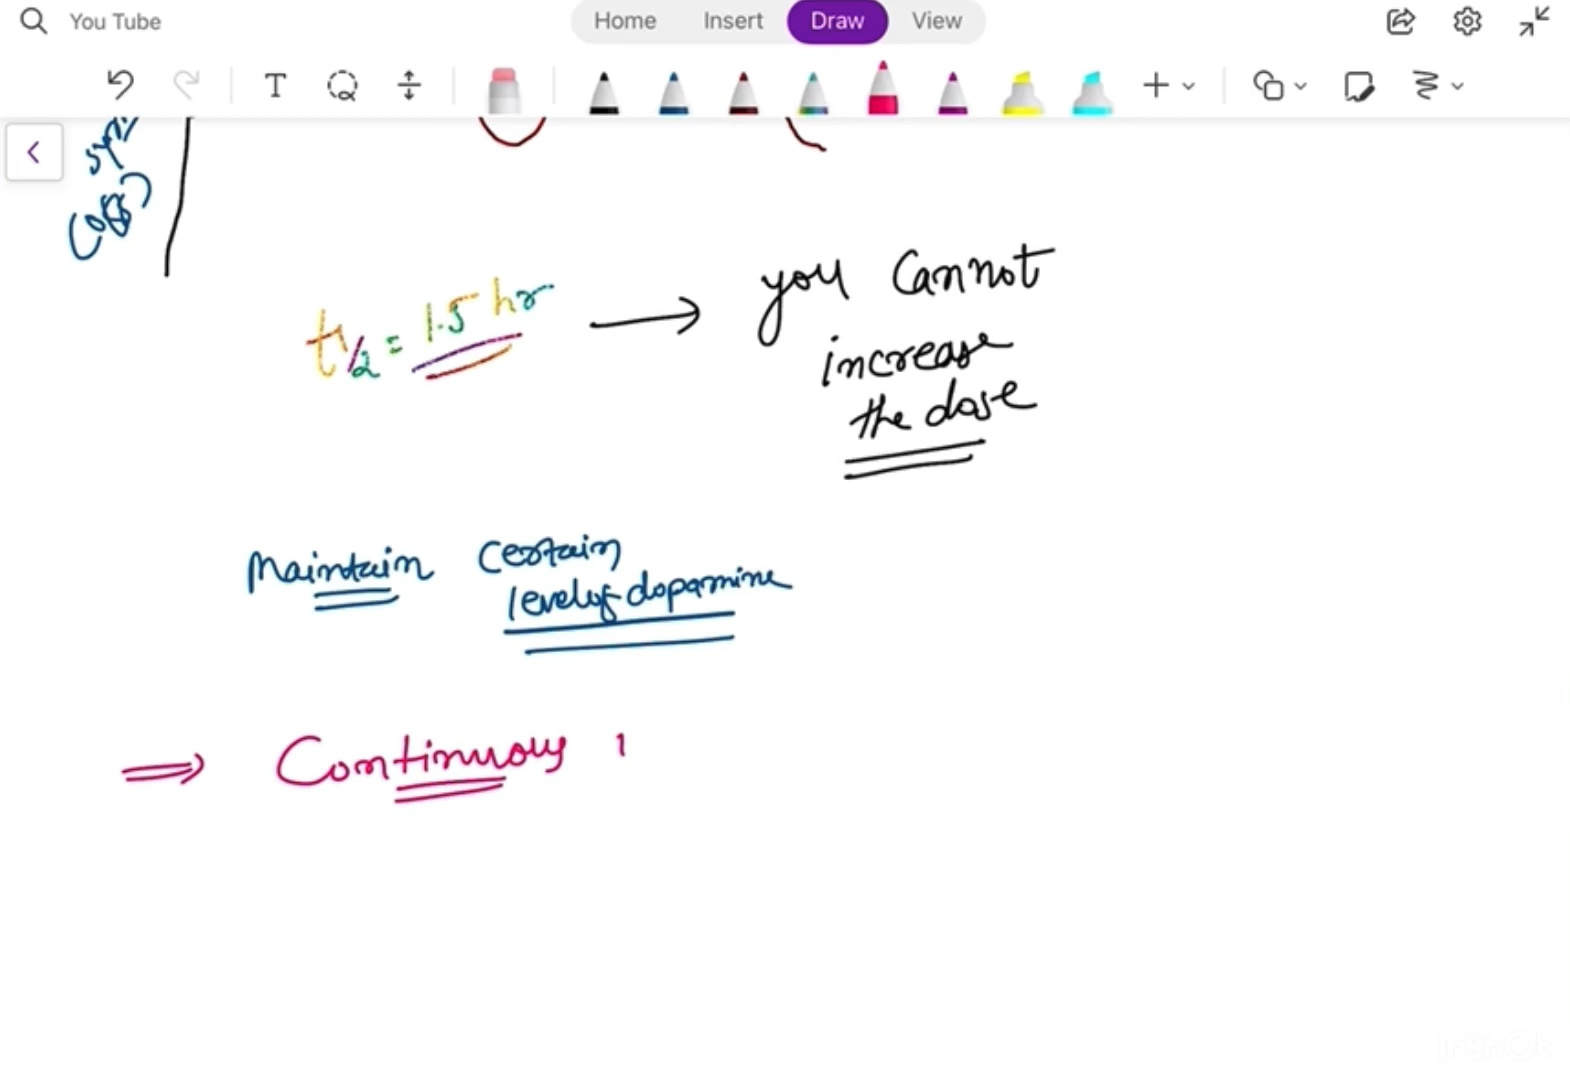 You Tube
Home Insert Draw View
T
(OBS)
t1/2 = 1.5 hr → you cannot
increase
the dose
Maintain certain
level of dopamine
⇒ Continuous